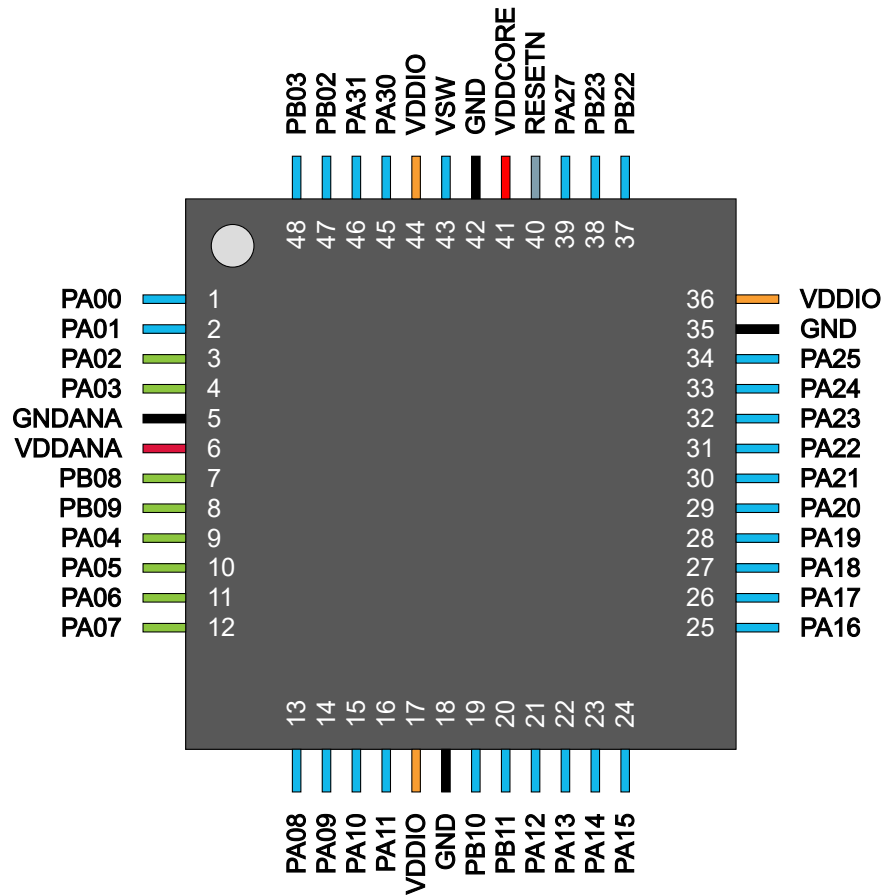 PB03 PB02 PA31 PA30 VDDIO VSW GND VDDCORE RESETN PA27 PB23 PB22
48 47 46 45 44 43 42 41 40 39 38 37
PA00 1 36 VDDIO
PA01 2 35 GND
PA02 3 34 PA25
PA03 4 33 PA24
GNDANA 5 32 PA23
VDDANA 6 31 PA22
PB08 7 30 PA21
PB09 8 29 PA20
PA04 9 28 PA19
PA05 10 27 PA18
PA06 11 26 PA17
PA07 12 25 PA16
13 14 15 16 17 18 19 20 21 22 23 24
PA08 PA09 PA10 PA11 VDDIO GND PB10 PB11 PA12 PA13 PA14 PA15